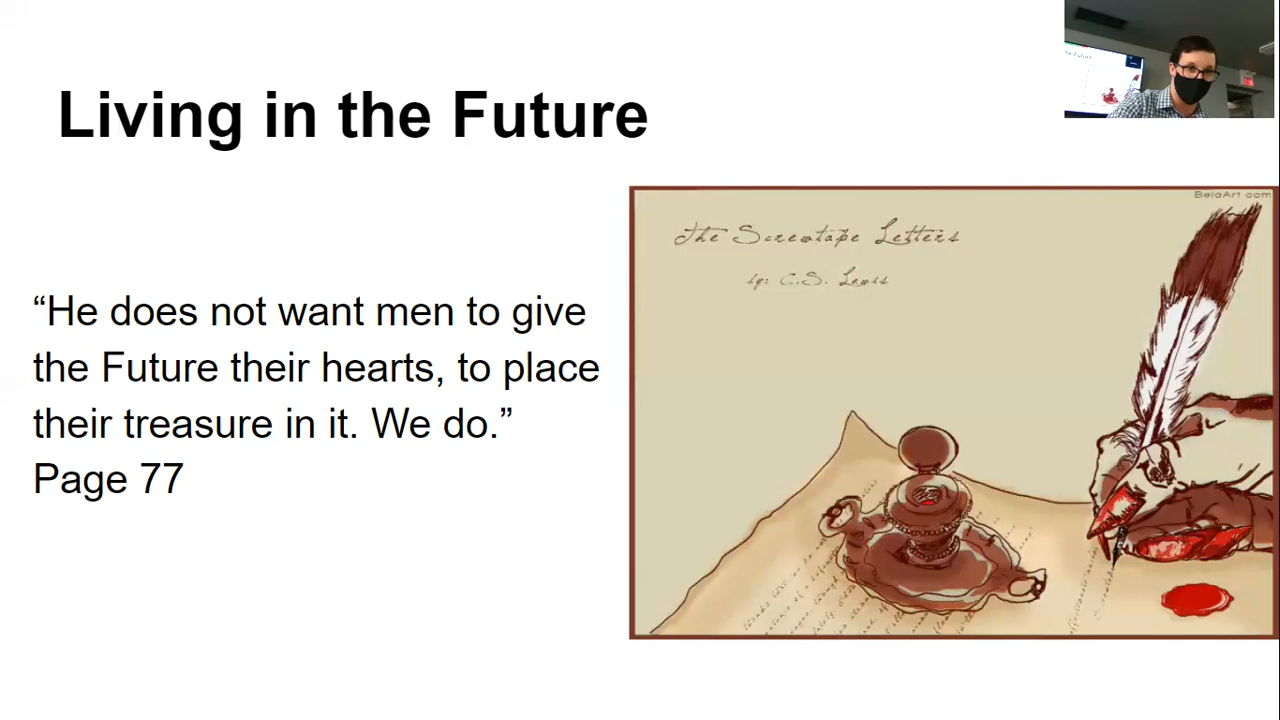 Living in the Future
“He does not want men to give
the Future their hearts, to place
their treasure in it. We do.”
Page 77
BelaArt.com
The Screwtape Letters
by: C.S. Lewis